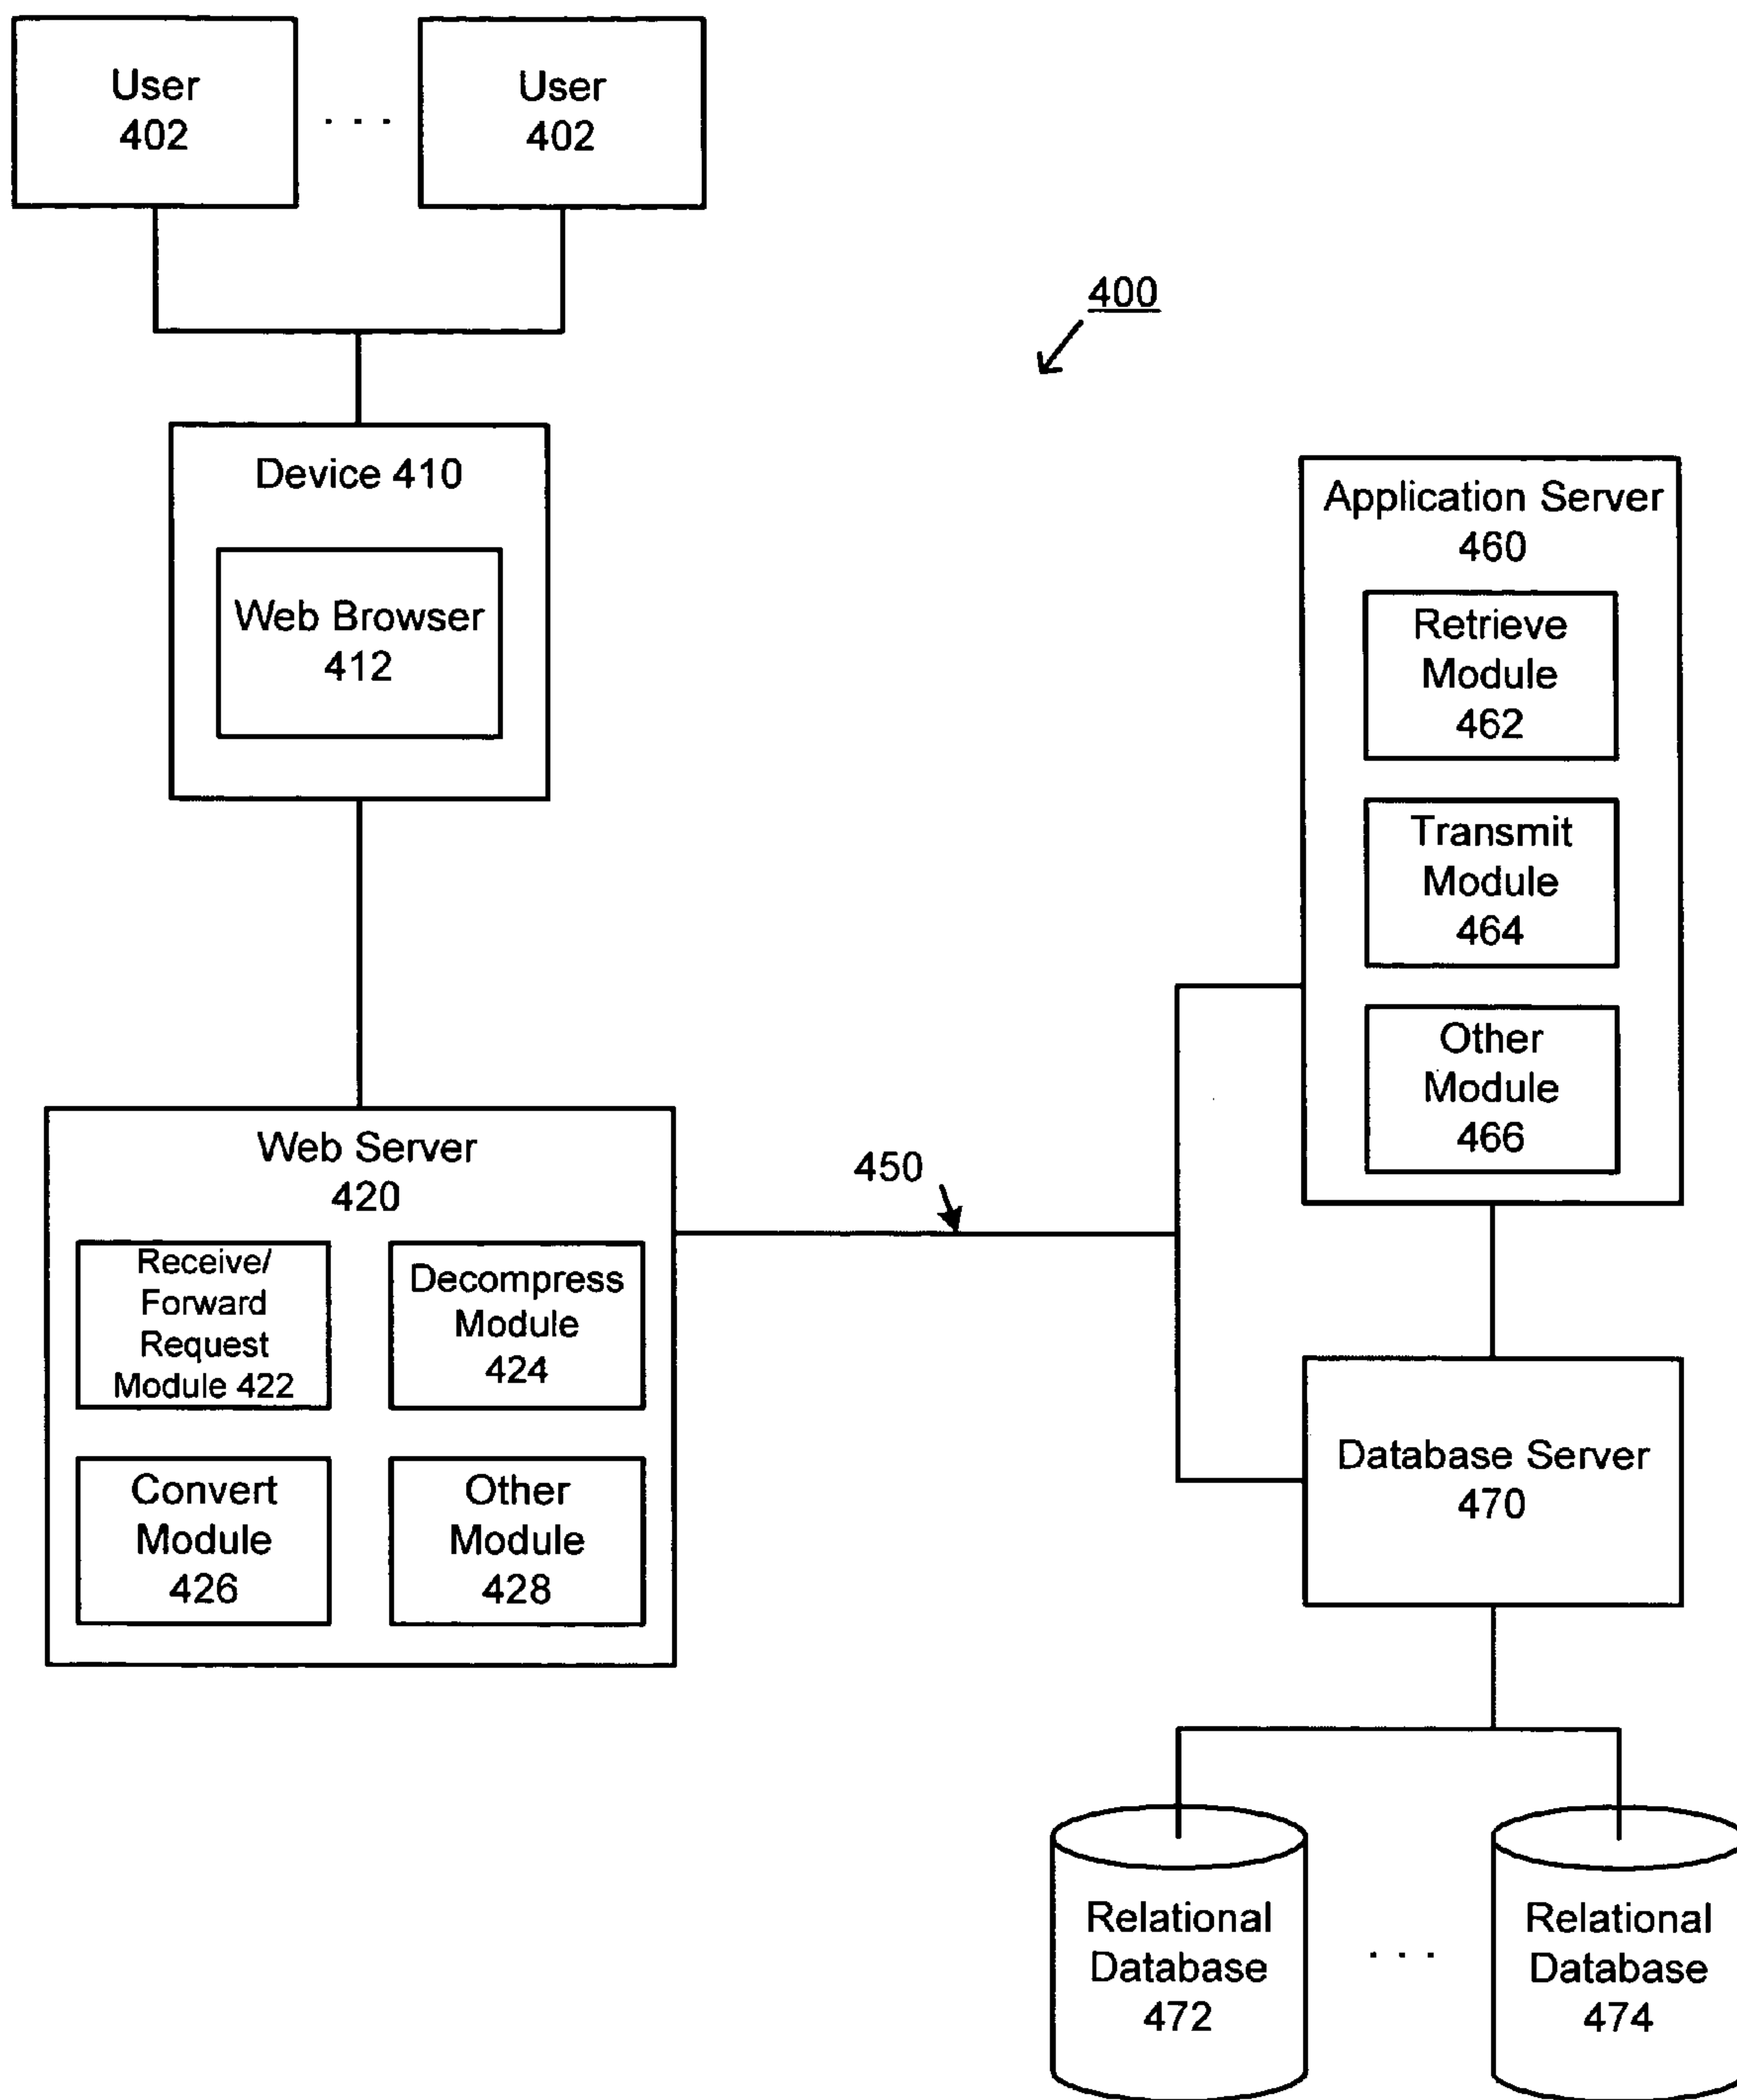 User
402
. . .
User
402
400
Device 410
Web Browser
412
Application Server
460
Retrieve
Module
462
Transmit
Module
464
Other
Module
466
Web Server
420
Receive/
Forward
Request
Module 422
Decompress
Module
424
Convert
Module
426
Other
Module
428
450
Database Server
470
Relational
Database
472
. . .
Relational
Database
474